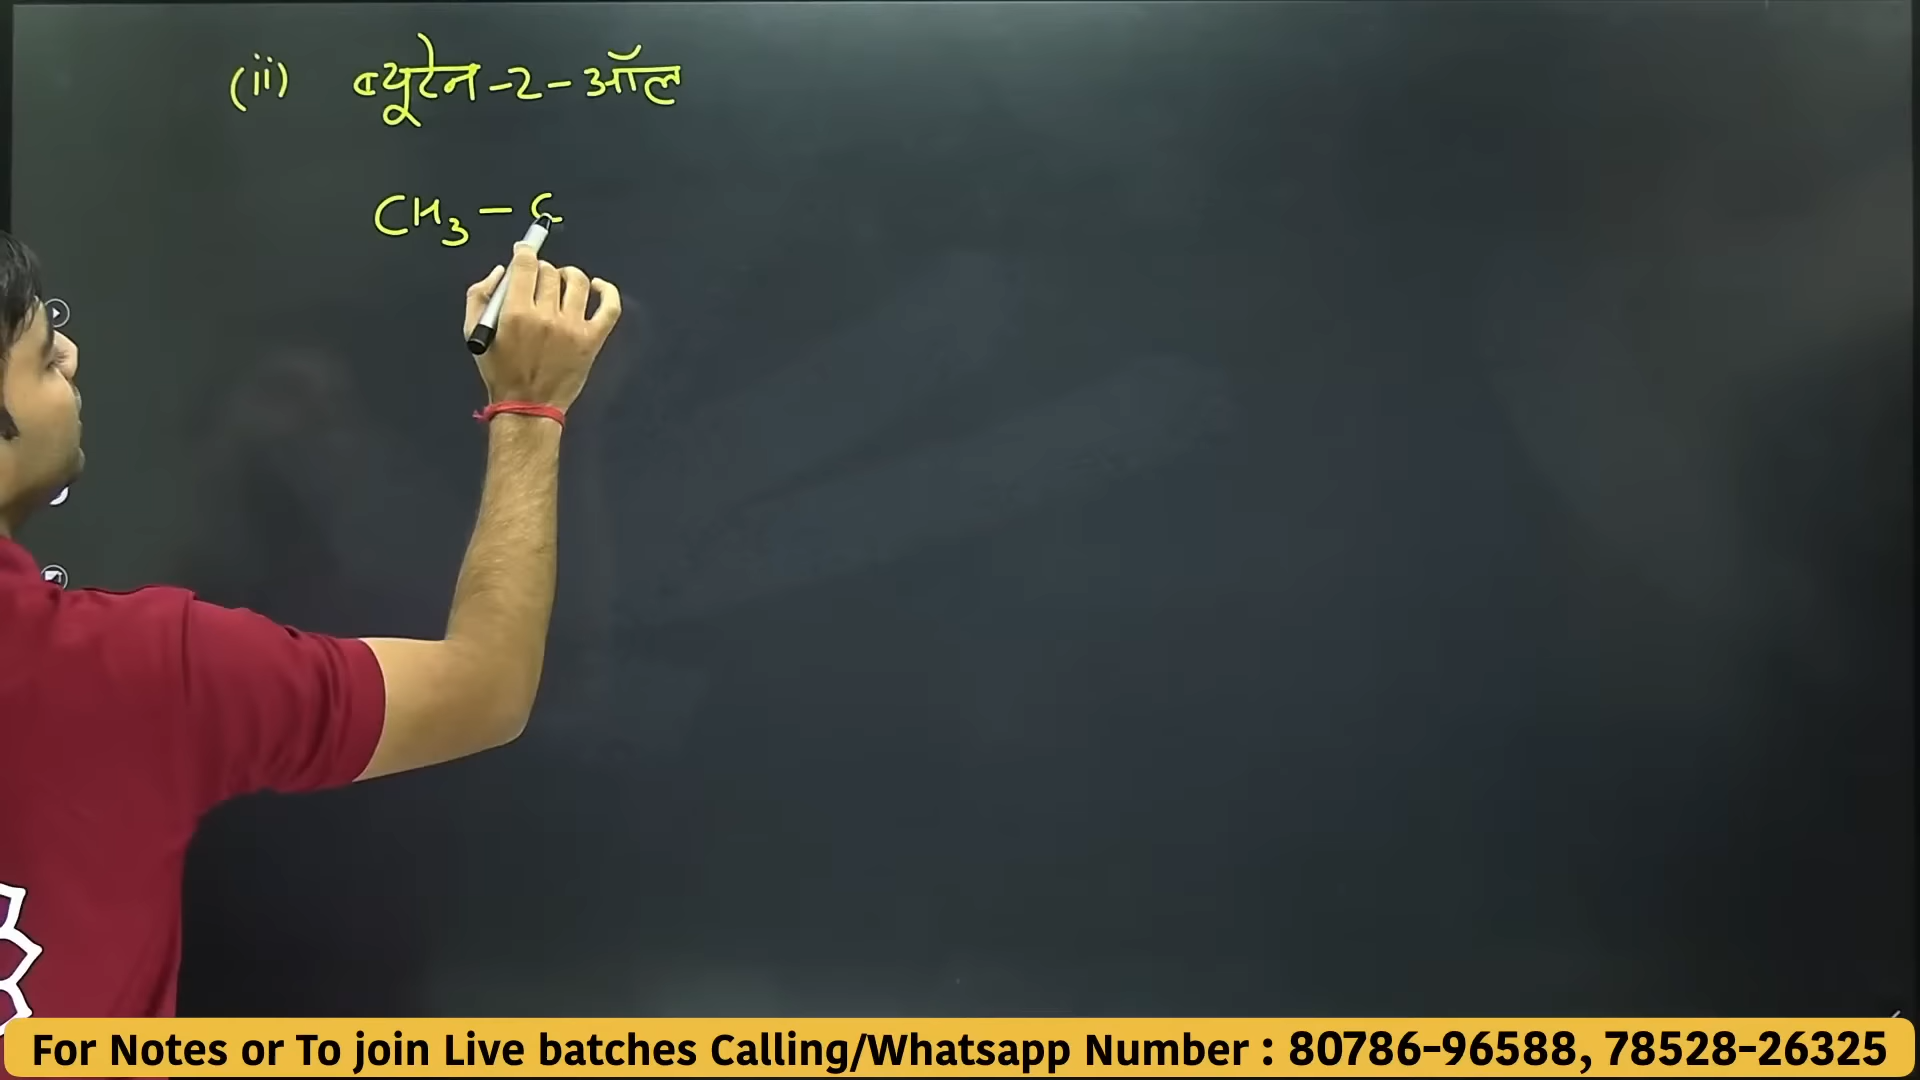 (ii) ब्यूटेन-2-ऑल
CH₃ - C
For Notes or To join Live batches Calling/Whatsapp Number : 80786-96588, 78528-26325